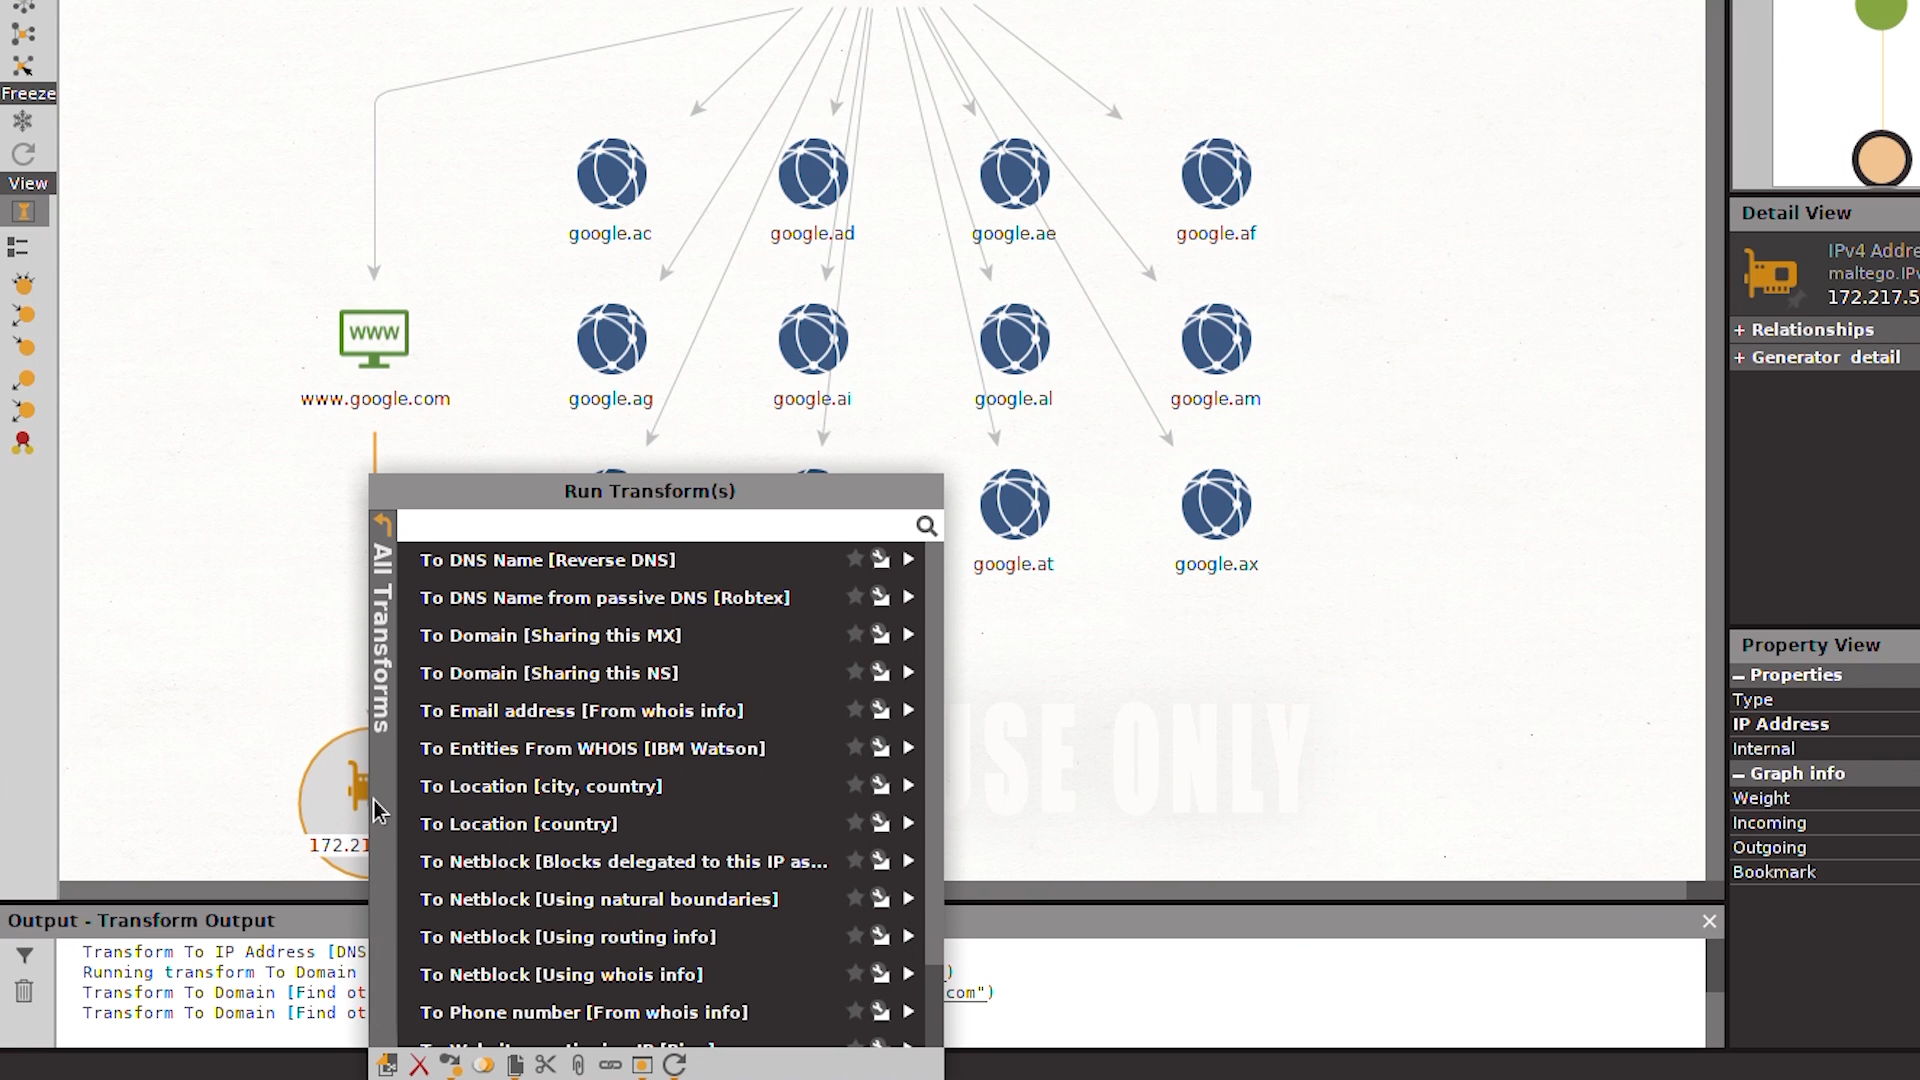 Freeze
View
google.ac
google.ad
google.ae
google.af
www
www.google.com
google.ag
google.ai
google.al
google.am
google.at
google.ax
Run Transform(s)
All Transforms
To DNS Name [Reverse DNS]
To DNS Name from passive DNS [Robtex]
To Domain [Sharing this MX]
To Domain [Sharing this NS]
To Email address [From whois info]
To Entities From WHOIS [IBM Watson]
To Location [city, country]
To Location [country]
To Netblock [Blocks delegated to this IP as...
To Netblock [Using natural boundaries]
To Netblock [Using routing info]
To Netblock [Using whois info]
To Phone number [From whois info]
172.21
USE ONLY
Output - Transform Output
Transform To IP Address [DNS
Running transform To Domain )
Transform To Domain [Find ot com")
Transform To Domain [Find ot
Detail View
IPv4 Addre
maltego.IPv
172.217.5
+ Relationships
+ Generator detail
Property View
– Properties
Type
IP Address
Internal
– Graph info
Weight
Incoming
Outgoing
Bookmark